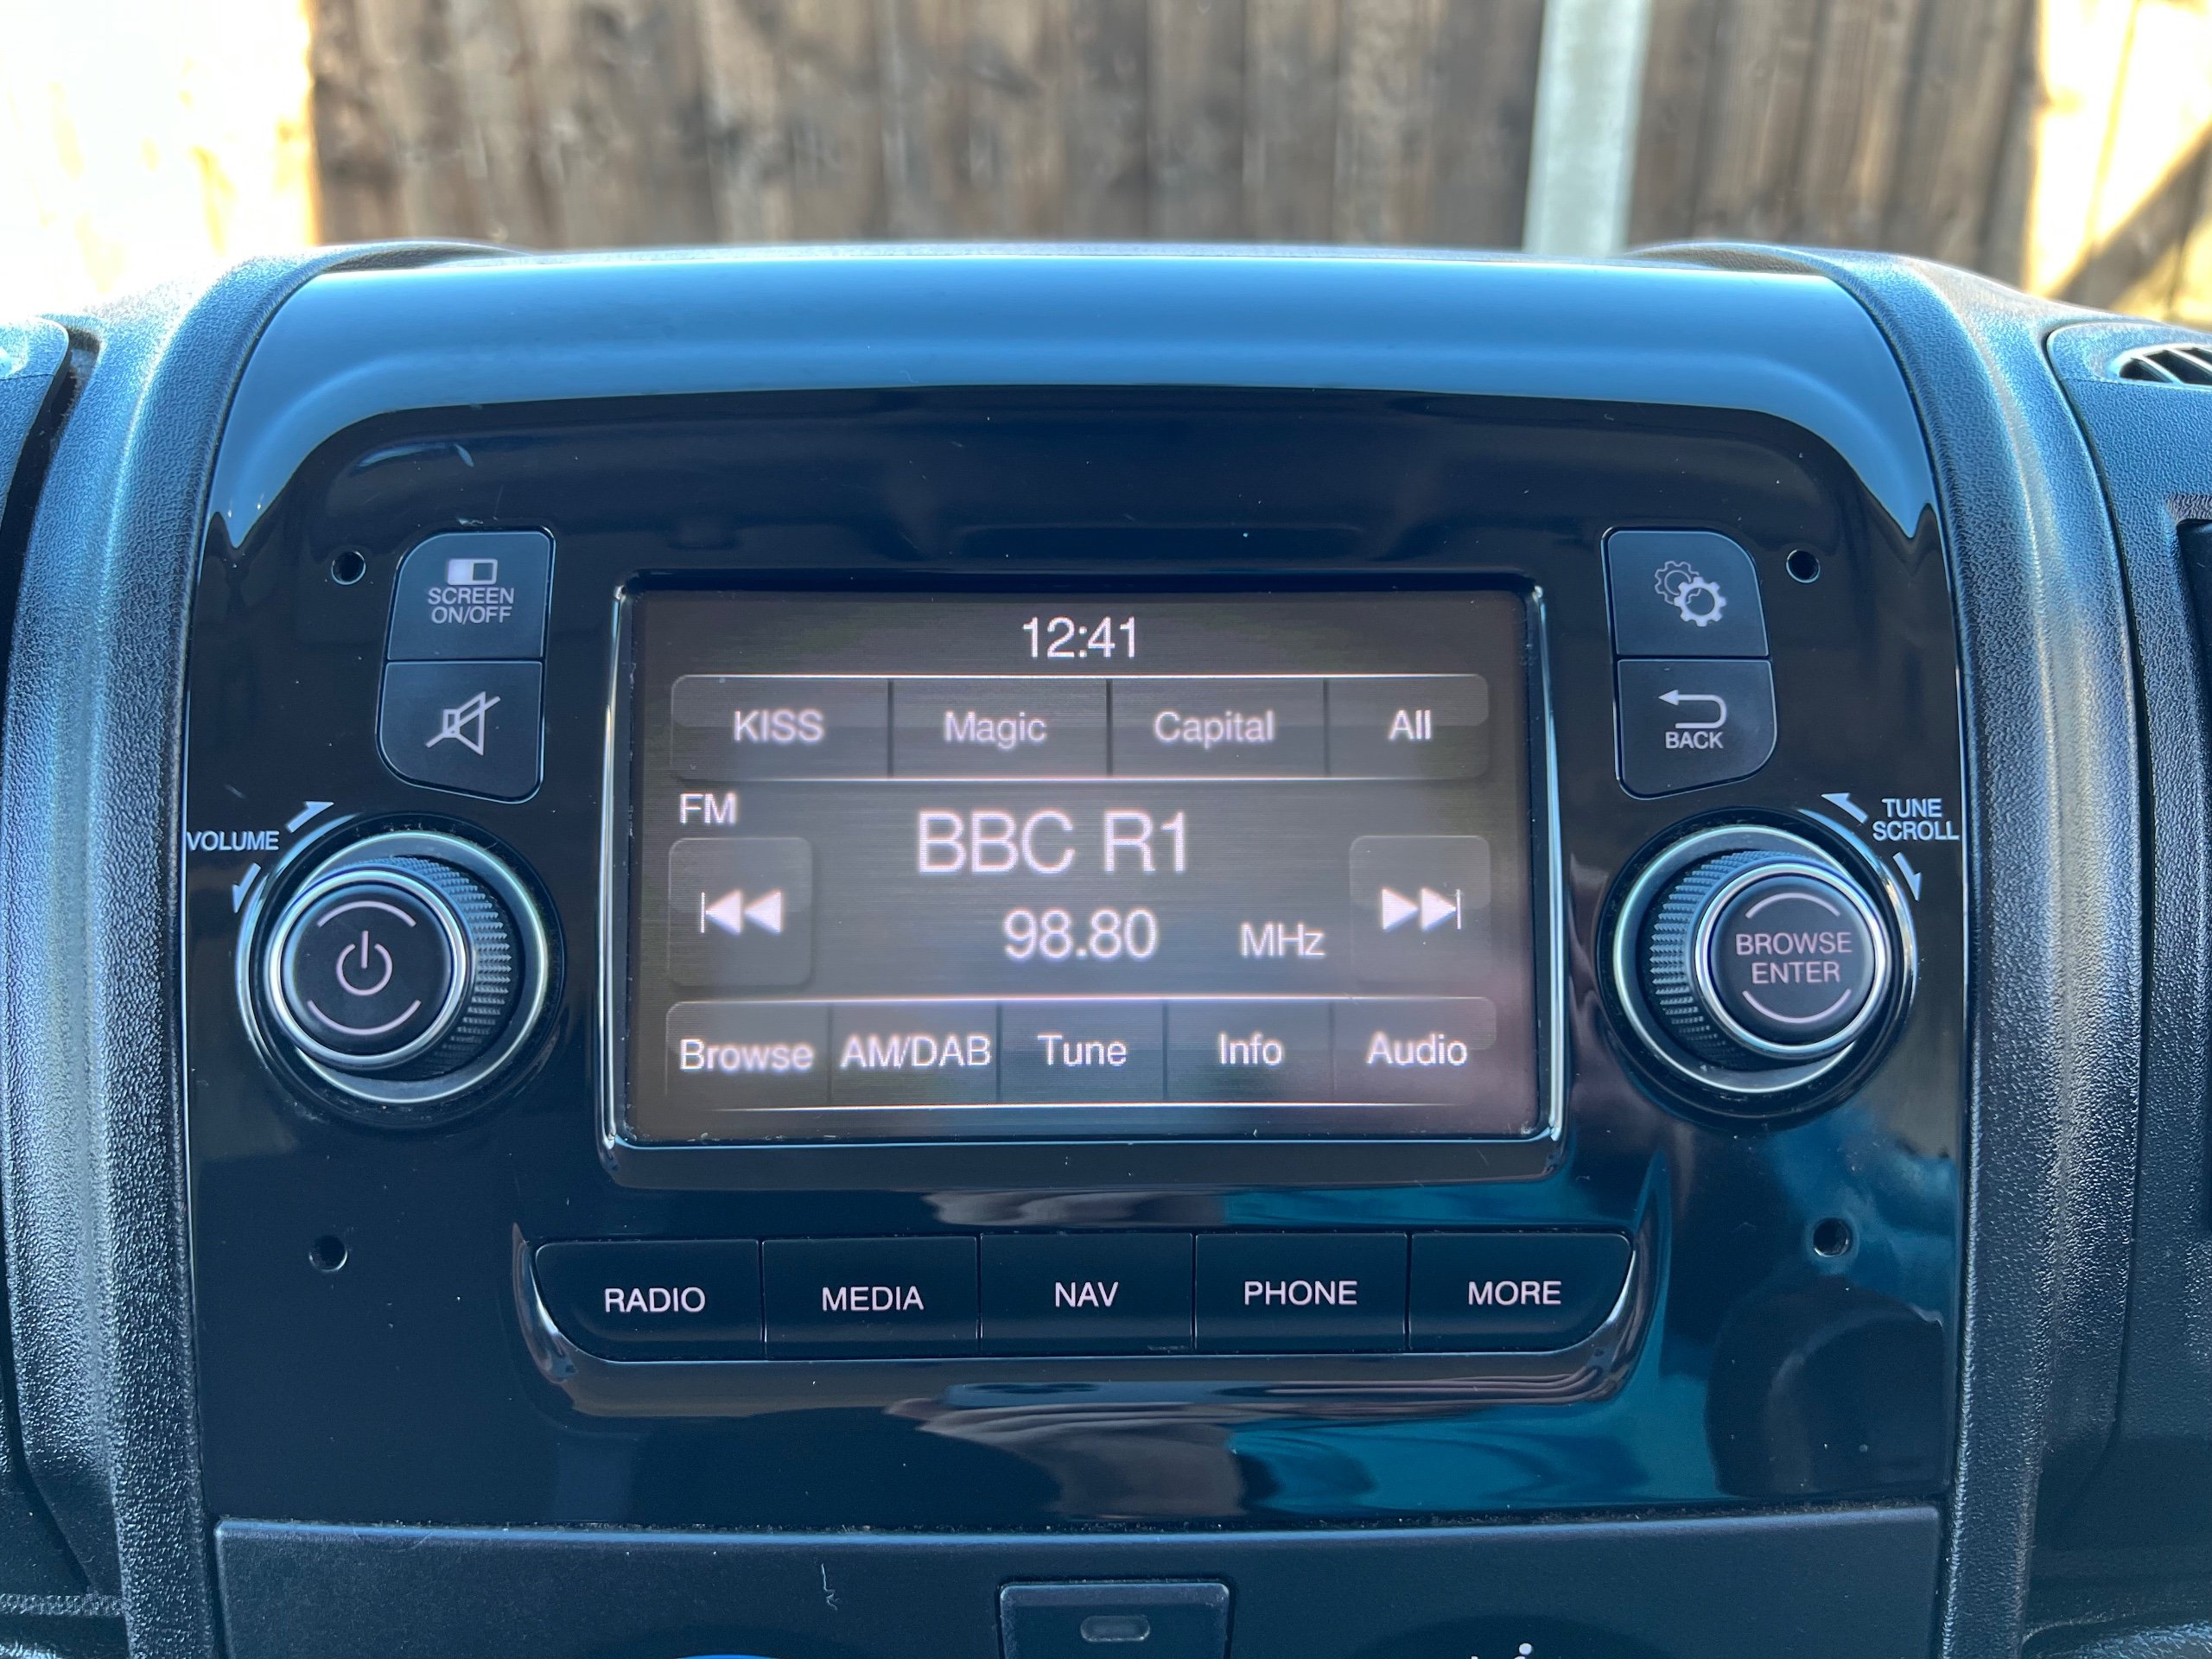 SCREEN
ON/OFF
12:41
KISS Magic Capital All
BACK
FM
BBC R1
98.80 MHz
VOLUME
TUNE
SCROLL
BROWSE
ENTER
Browse AM/DAB Tune Info Audio
RADIO MEDIA NAV PHONE MORE